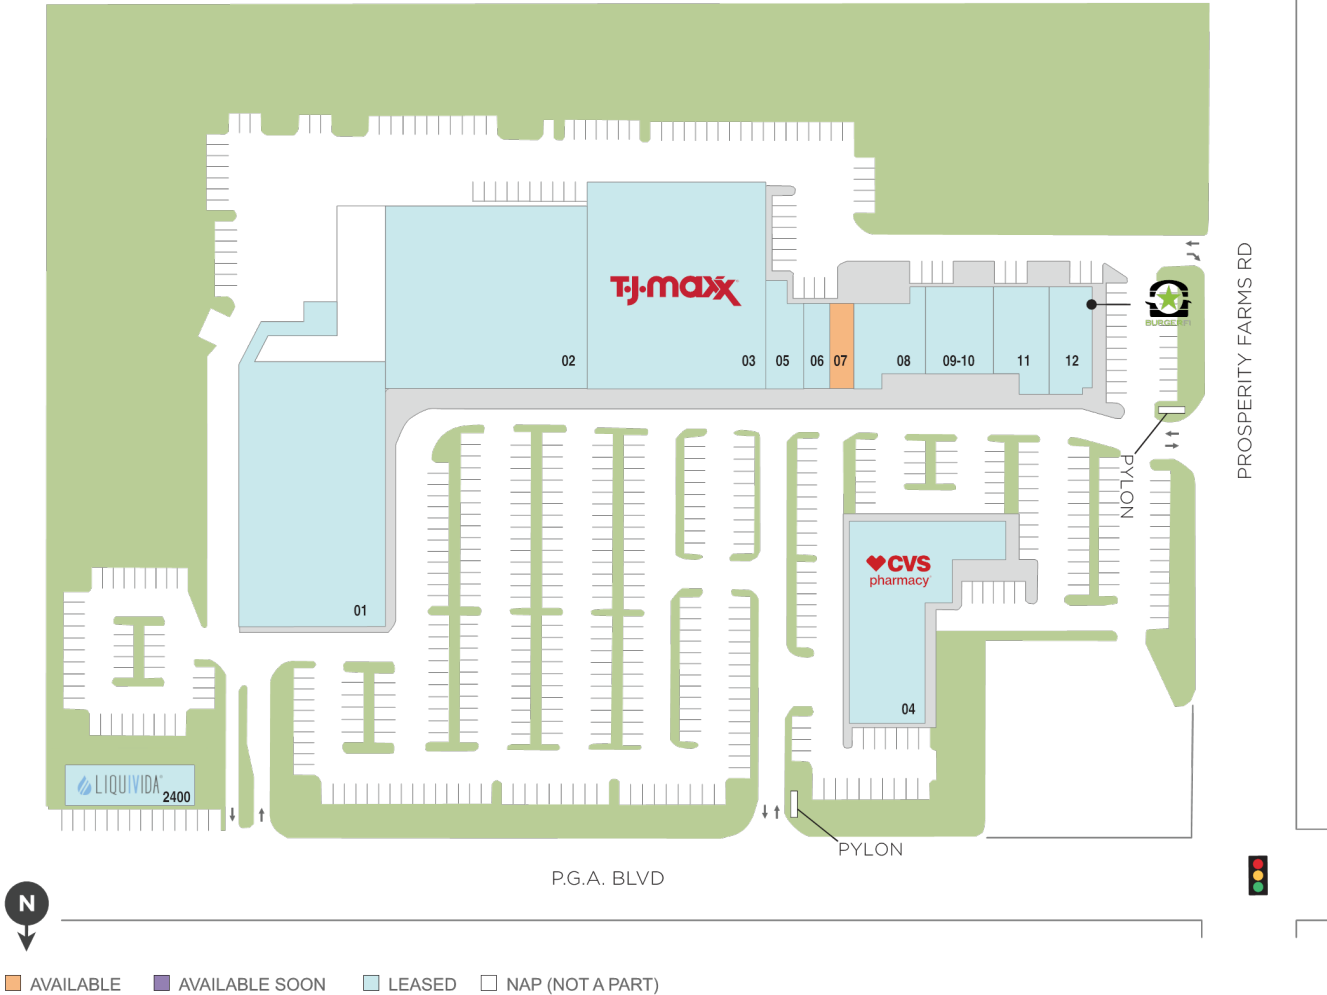 T.J.maxx
BURGERFI
PROSPERITY FARMS RD
02
03
05
06
07
08
09-10
11
12
PYLON
CVS
pharmacy
01
04
LIQUIVIDA
2400
PYLON
P.G.A. BLVD
N
AVAILABLE
AVAILABLE SOON
LEASED
NAP (NOT A PART)